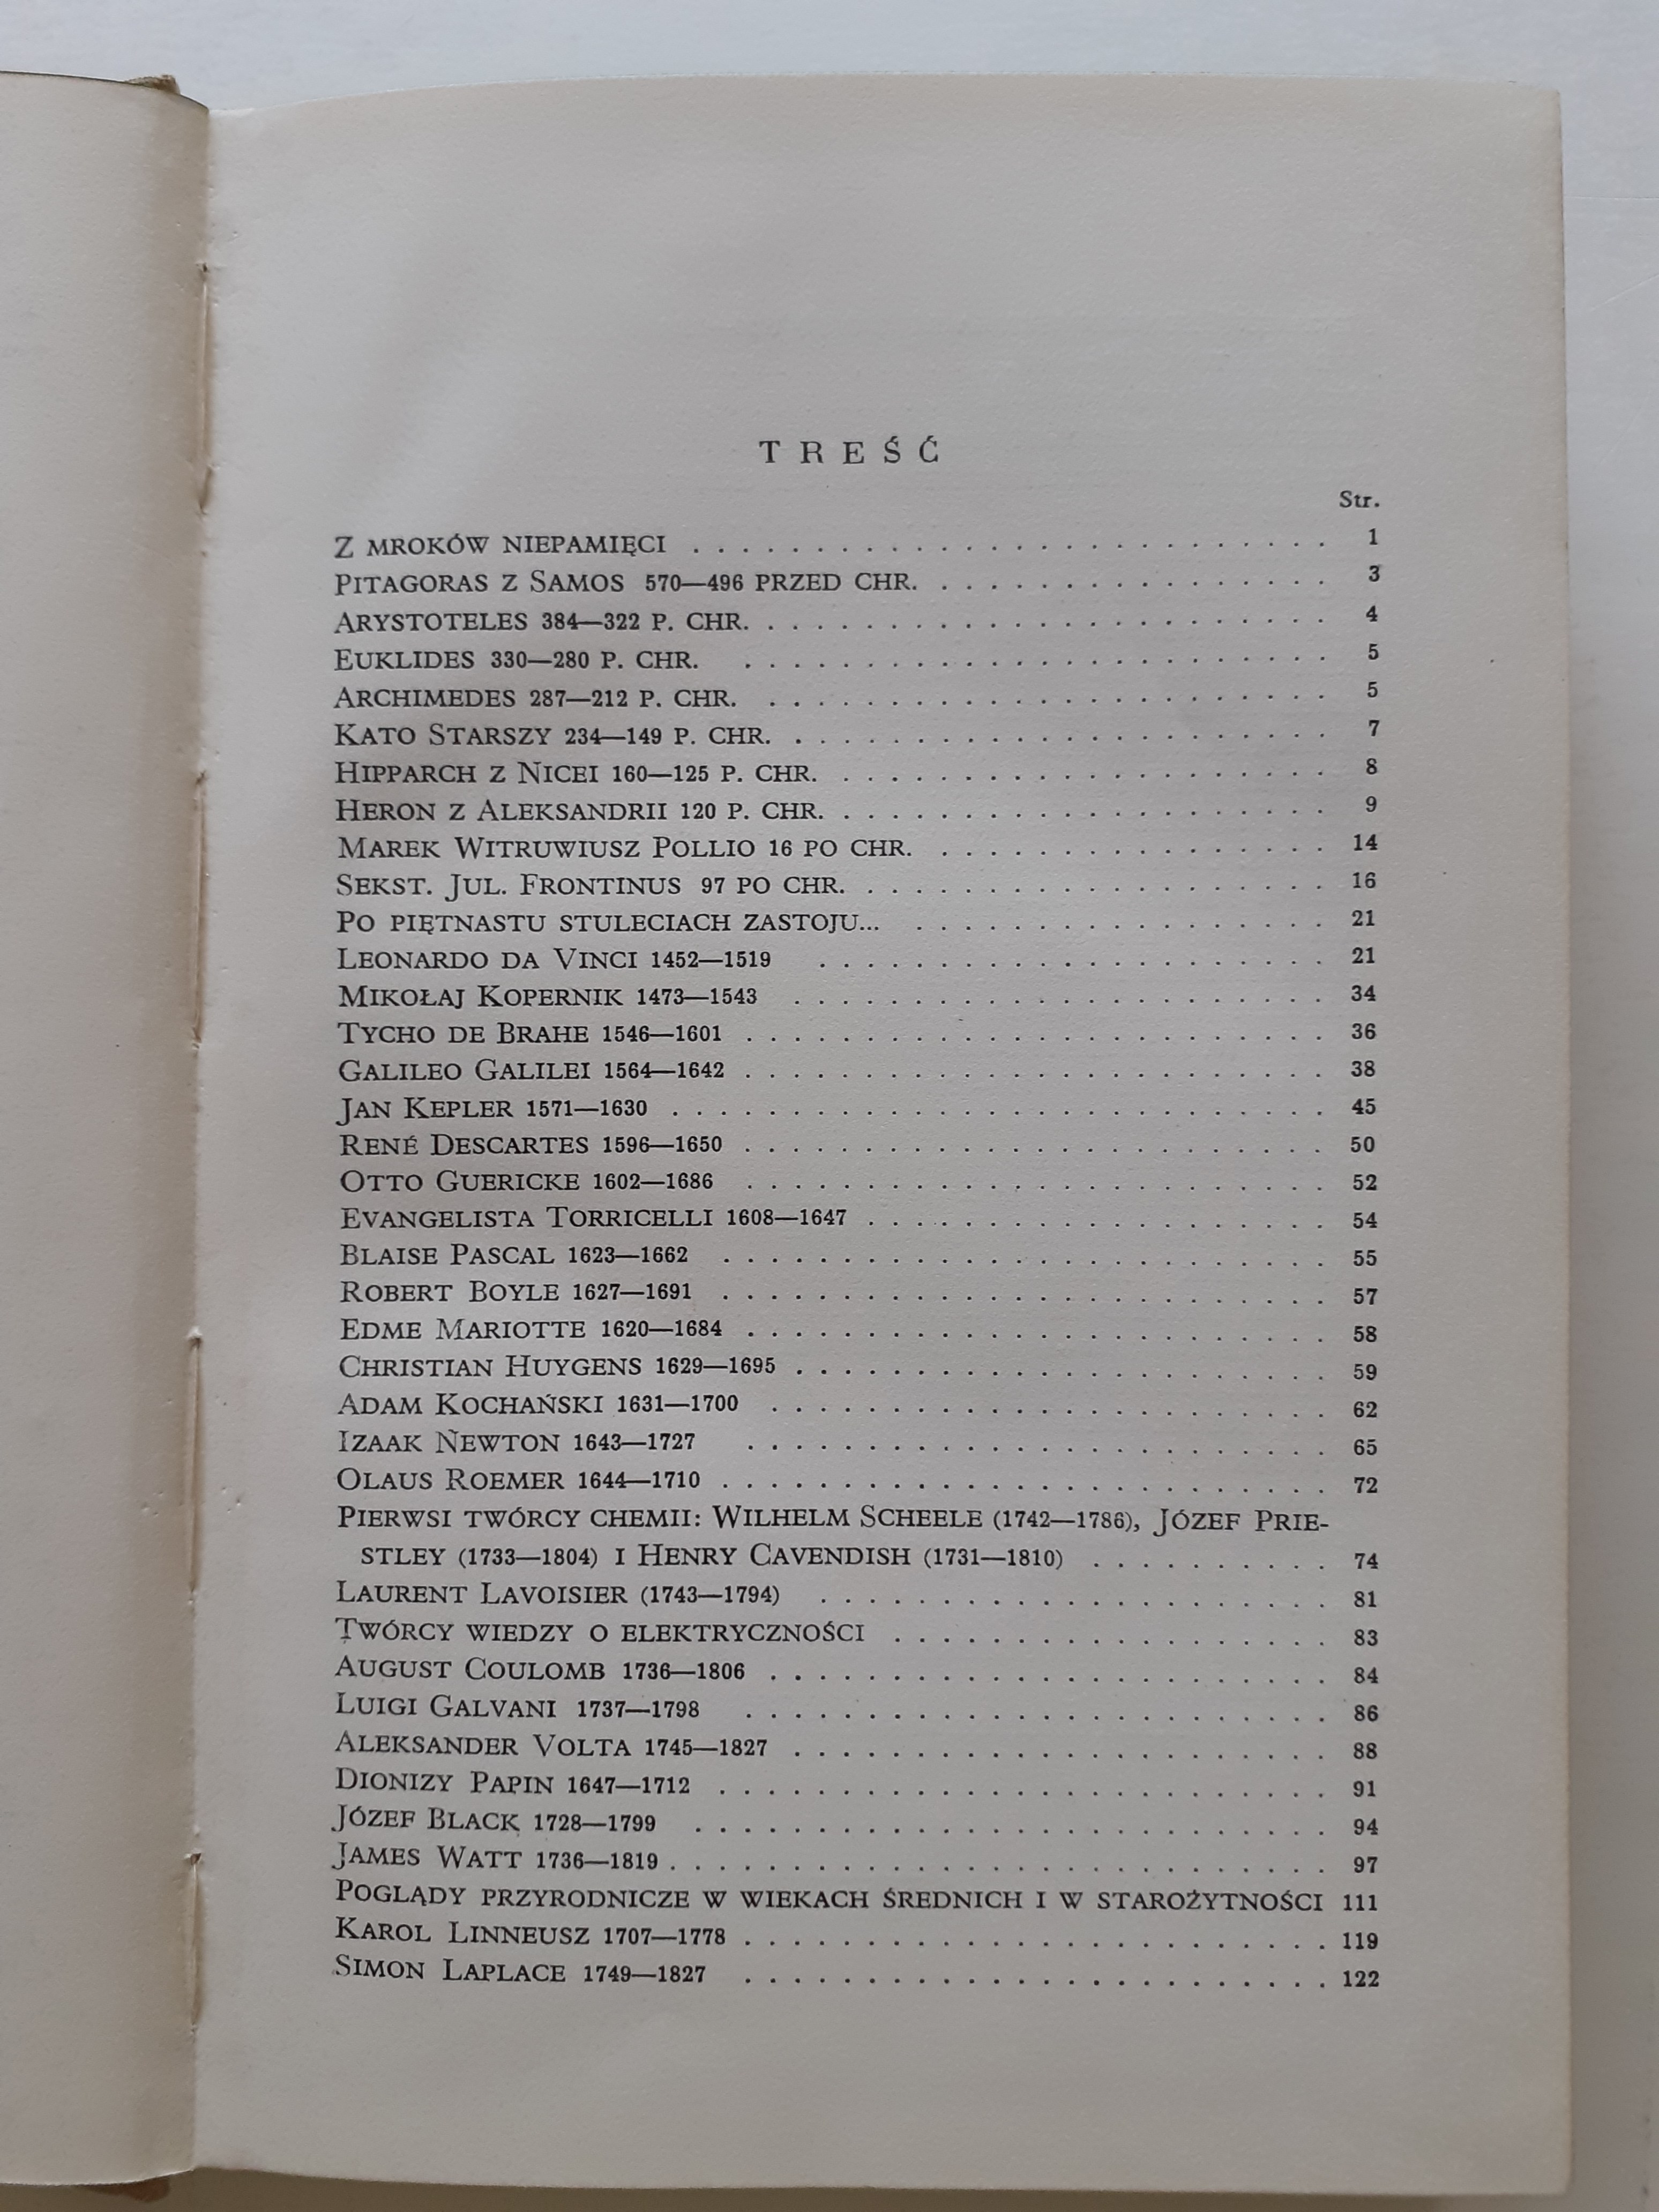 TREŚĆ
Str.
Z MROKÓW NIEPAMIĘCI . . . . . . . . . . . . . . . . . . . . . . . . . . . 1
PITAGORAS Z SAMOS 570—496 PRZED CHR. . . . . . . . . . . . . . . . . . 3
ARYSTOTELES 384—322 P. CHR. . . . . . . . . . . . . . . . . . . . . . . . . 4
EUKLIDES 330—280 P. CHR. . . . . . . . . . . . . . . . . . . . . . . . . . 5
ARCHIMEDES 287—212 P. CHR. . . . . . . . . . . . . . . . . . . . . . . . . 5
KATO STARSZY 234—149 P. CHR. . . . . . . . . . . . . . . . . . . . . . . . 7
HIPPARCH Z NICEI 160—125 P. CHR. . . . . . . . . . . . . . . . . . . . . . 8
HERON Z ALEKSANDRII 120 P. CHR. . . . . . . . . . . . . . . . . . . . . . 9
MAREK WITRUWIUSZ POLLIO 16 PO CHR. . . . . . . . . . . . . . . . . . 14
SEKST. JUL. FRONTINUS 97 PO CHR. . . . . . . . . . . . . . . . . . . . . 16
PO PIĘTNASTU STULECIACH ZASTOJU... . . . . . . . . . . . . . . . . . . 21
LEONARDO DA VINCI 1452—1519 . . . . . . . . . . . . . . . . . . . . . . 21
MIKOŁAJ KOPERNIK 1473—1543 . . . . . . . . . . . . . . . . . . . . . . . 34
TYCHO DE BRAHE 1546—1601 . . . . . . . . . . . . . . . . . . . . . . . . . 36
GALILEO GALILEI 1564—1642 . . . . . . . . . . . . . . . . . . . . . . . . . 38
JAN KEPLER 1571—1630 . . . . . . . . . . . . . . . . . . . . . . . . . . . . 45
RENÉ DESCARTES 1596—1650 . . . . . . . . . . . . . . . . . . . . . . . . . 50
OTTO GUERICKE 1602—1686 . . . . . . . . . . . . . . . . . . . . . . . . . 52
EVANGELISTA TORRICELLI 1608—1647 . . . . . . . . . . . . . . . . . . . . 54
BLAISE PASCAL 1623—1662 . . . . . . . . . . . . . . . . . . . . . . . . . . 55
ROBERT BOYLE 1627—1691 . . . . . . . . . . . . . . . . . . . . . . . . . . 57
EDME MARIOTTE 1620—1684 . . . . . . . . . . . . . . . . . . . . . . . . . 58
CHRISTIAN HUYGENS 1629—1695 . . . . . . . . . . . . . . . . . . . . . . . 59
ADAM KOCHAŃSKI 1631—1700 . . . . . . . . . . . . . . . . . . . . . . . . 62
IZAAK NEWTON 1643—1727 . . . . . . . . . . . . . . . . . . . . . . . . . 65
OLAUS ROEMER 1644—1710 . . . . . . . . . . . . . . . . . . . . . . . . . . 72
PIERWSI TWÓRCY CHEMII: WILHELM SCHEELE (1742—1786), JÓZEF PRIE-
STLEY (1733—1804) I HENRY CAVENDISH (1731—1810) . . . . . . . . . . 74
LAURENT LAVOISIER (1743—1794) . . . . . . . . . . . . . . . . . . . . . . 81
TWÓRCY WIEDZY O ELEKTRYCZNOŚCI . . . . . . . . . . . . . . . . . . . 83
AUGUST COULOMB 1736—1806 . . . . . . . . . . . . . . . . . . . . . . . . 84
LUIGI GALVANI 1737—1798 . . . . . . . . . . . . . . . . . . . . . . . . . 86
ALEKSANDER VOLTA 1745—1827 . . . . . . . . . . . . . . . . . . . . . . . 88
DIONIZY PAPIN 1647—1712 . . . . . . . . . . . . . . . . . . . . . . . . . . 91
JÓZEF BLACK 1728—1799 . . . . . . . . . . . . . . . . . . . . . . . . . . . 94
JAMES WATT 1736—1819 . . . . . . . . . . . . . . . . . . . . . . . . . . . . 97
POGLĄDY PRZYRODNICZE W WIEKACH ŚREDNICH I W STAROŻYTNOŚCI 111
KAROL LINNEUSZ 1707—1778 . . . . . . . . . . . . . . . . . . . . . . . . . 119
SIMON LAPLACE 1749—1827 . . . . . . . . . . . . . . . . . . . . . . . . . 122